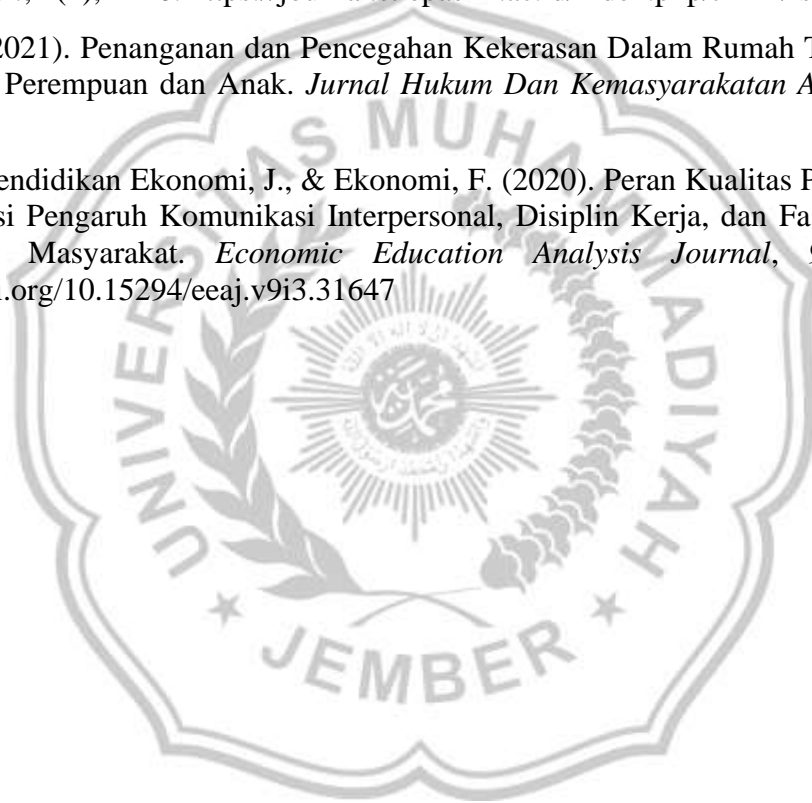 2021). Penanganan dan Pencegahan Kekerasan Dalam Rumah T
Perempuan dan Anak. Jurnal Hukum Dan Kemasyarakatan A
endidikan Ekonomi, J., & Ekonomi, F. (2020). Peran Kualitas P
si Pengaruh Komunikasi Interpersonal, Disiplin Kerja, dan Fa
Masyarakat. Economic Education Analysis Journal, 9
i.org/10.15294/eeaj.v9i3.31647
UNIVERSITAS MUHAMMADIYAH
JEMBER